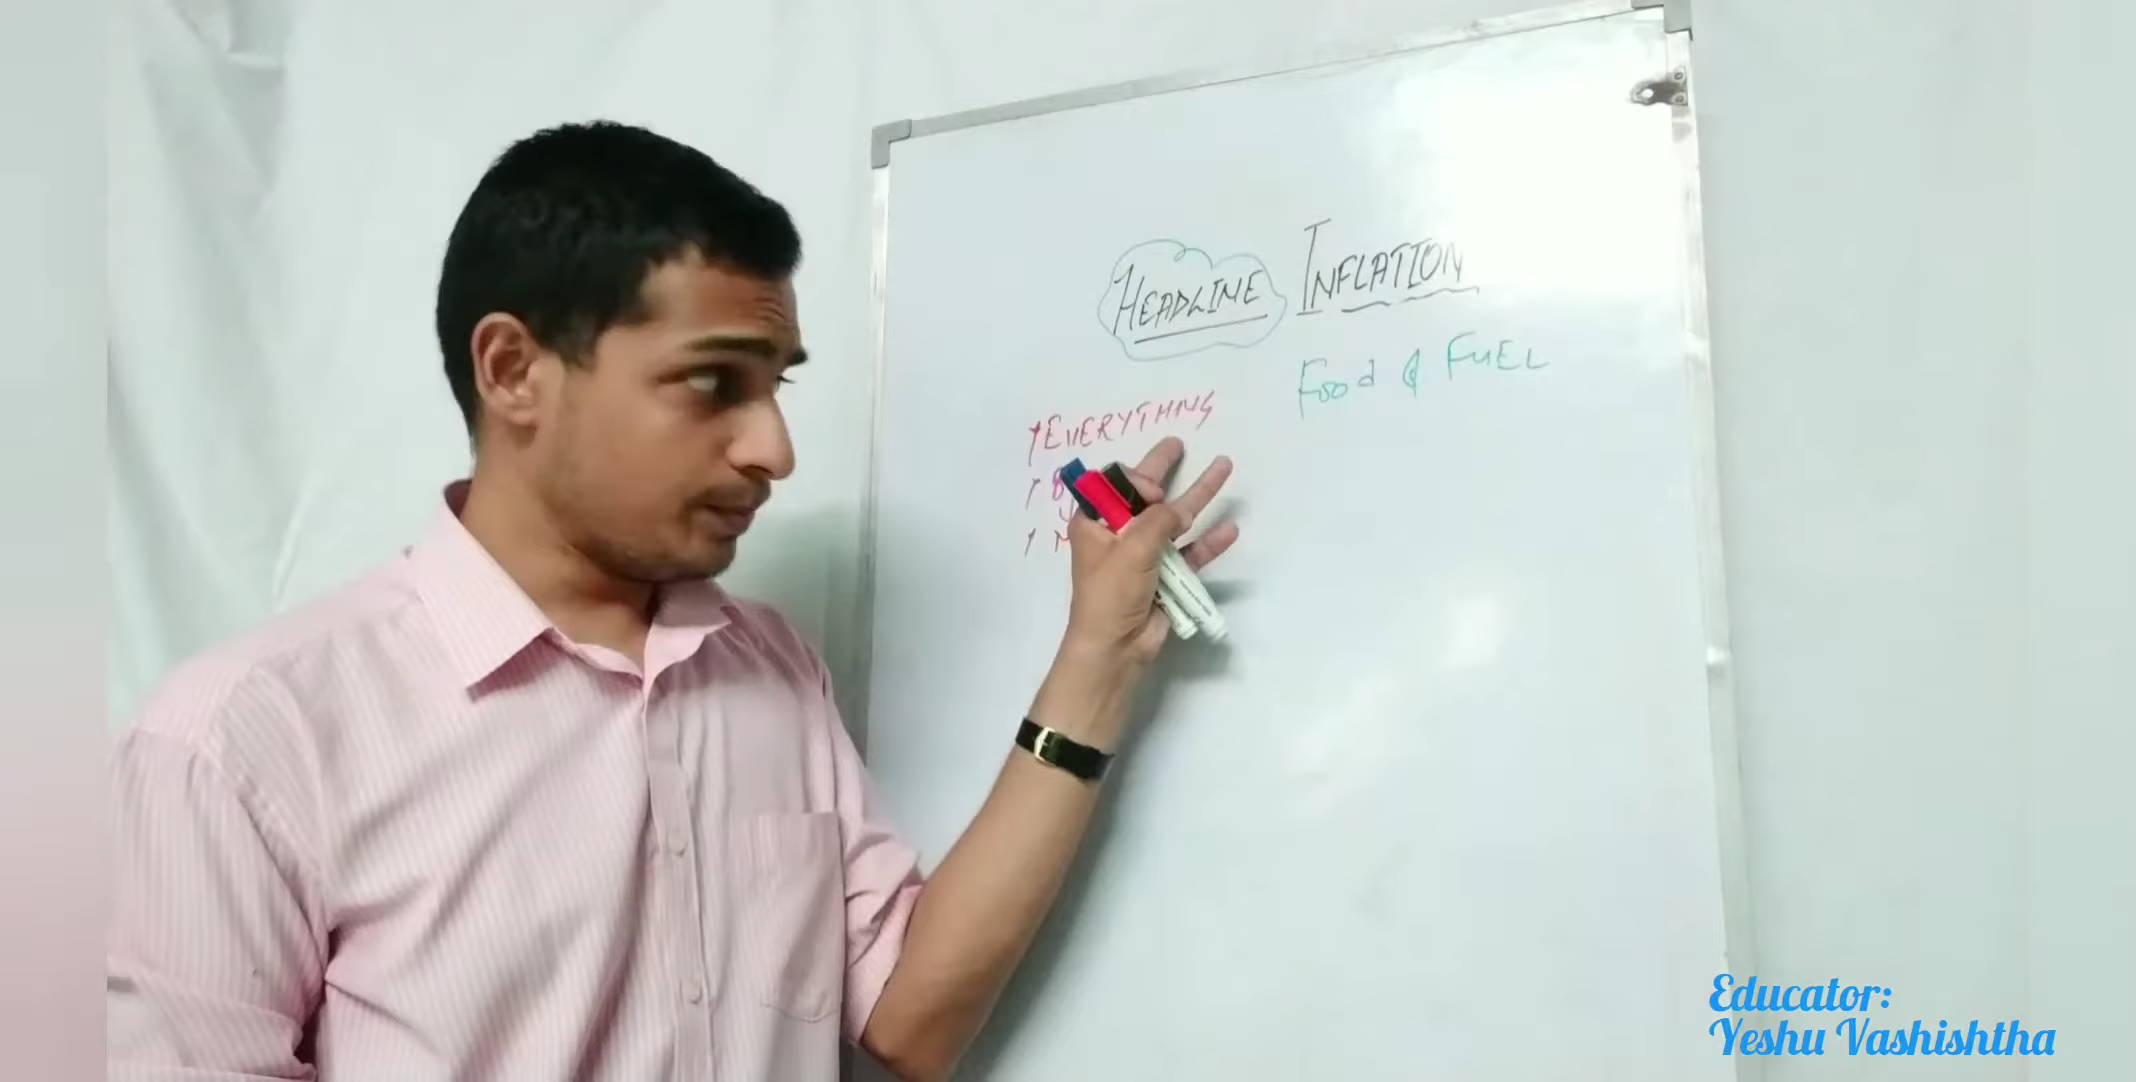 HEADLINE INFLATION
Food & FUEL
EVERYTHING
Educator:
Yeshu Vashishtha